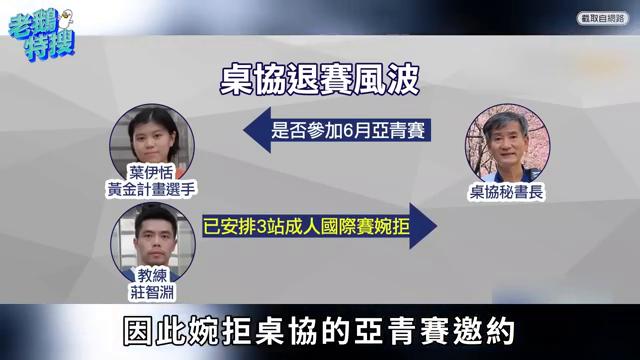 老鵝特搜
截取自網路
桌協退賽風波
是否參加6月亞青賽
葉伊恬
黃金計畫選手
桌協秘書長
已安排3站成人國際賽婉拒
教練
莊智淵
因此婉拒桌協的亞青賽邀約